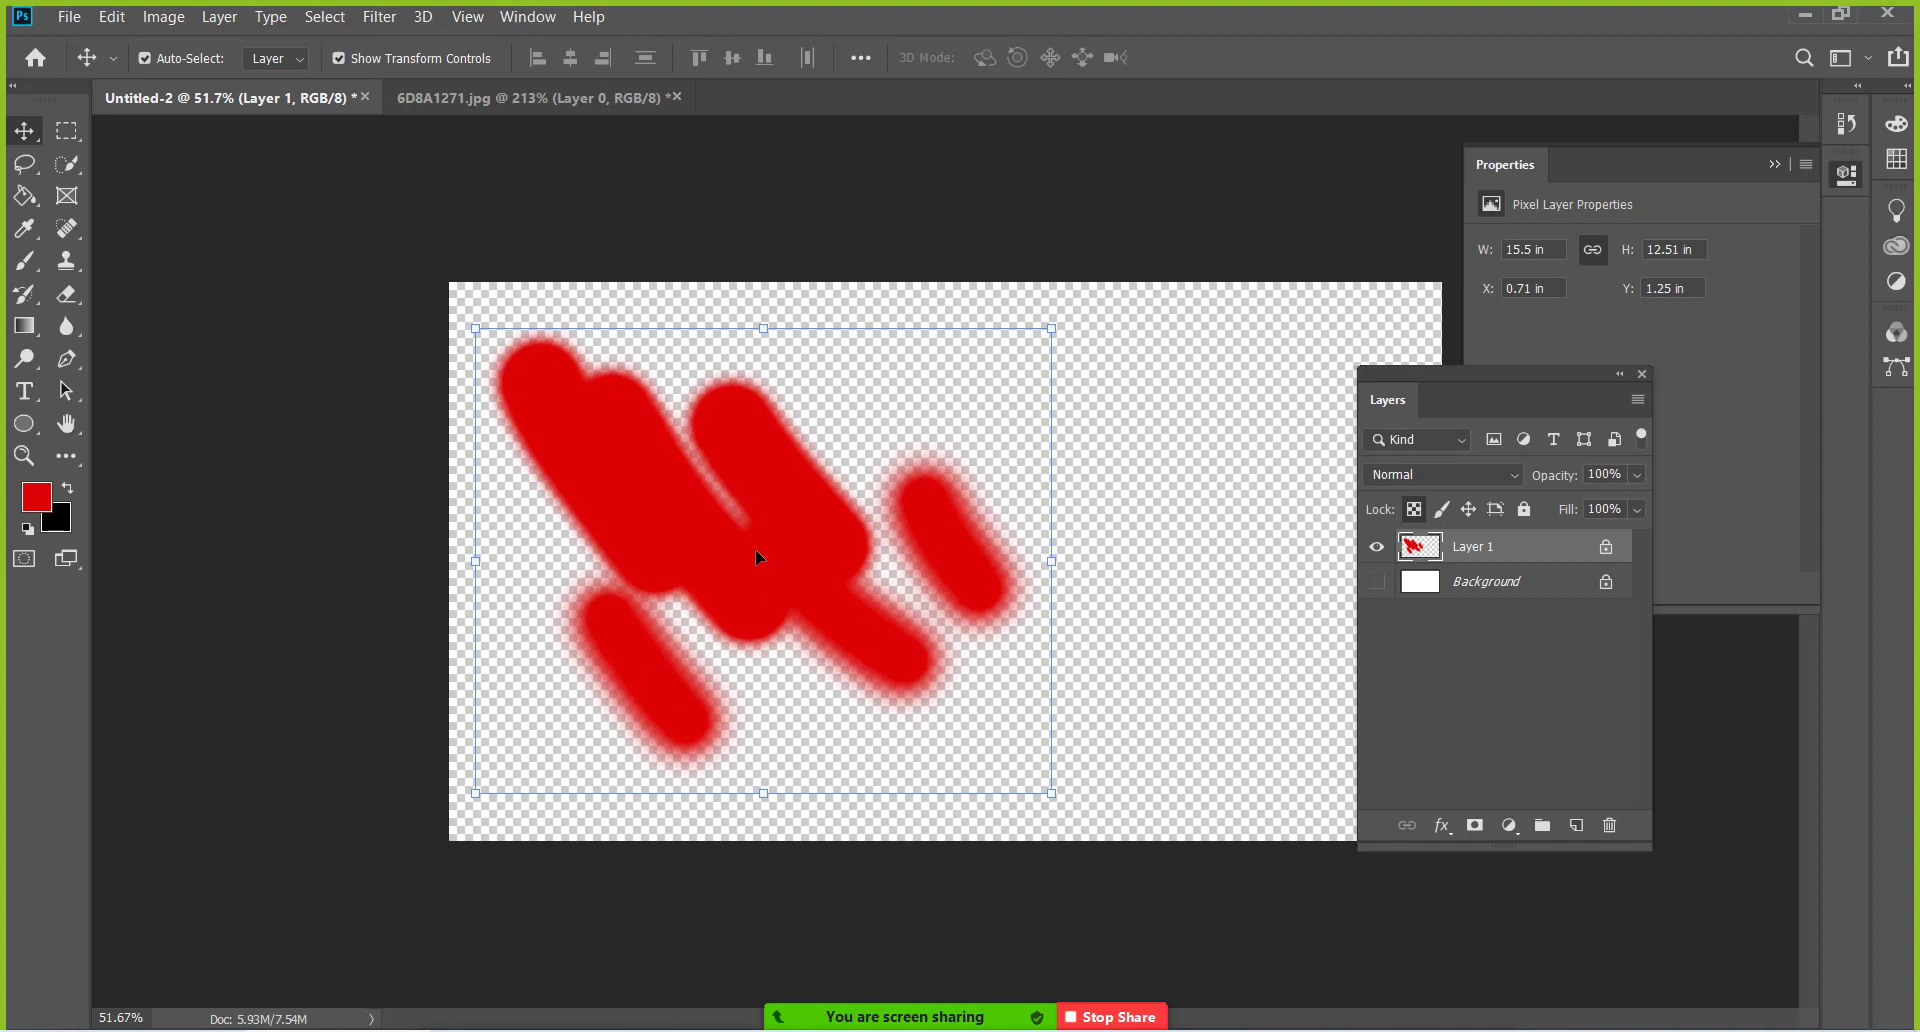 Ps File Edit Image Layer Type Select Filter 3D View Window Help
Auto-Select: Layer Show Transform Controls 3D Mode:
Untitled-2 @ 51.7% (Layer 1, RGB/8) * 6D8A1271.jpg @ 213% (Layer 0, RGB/8) *
Properties
Pixel Layer Properties
W: 15.5 in H: 12.51 in
X: 0.71 in Y: 1.25 in
Layers
Kind
Normal Opacity: 100%
Lock: Fill: 100%
Layer 1
Background
fx
51.67% Doc: 5.93M/7.54M
You are screen sharing Stop Share